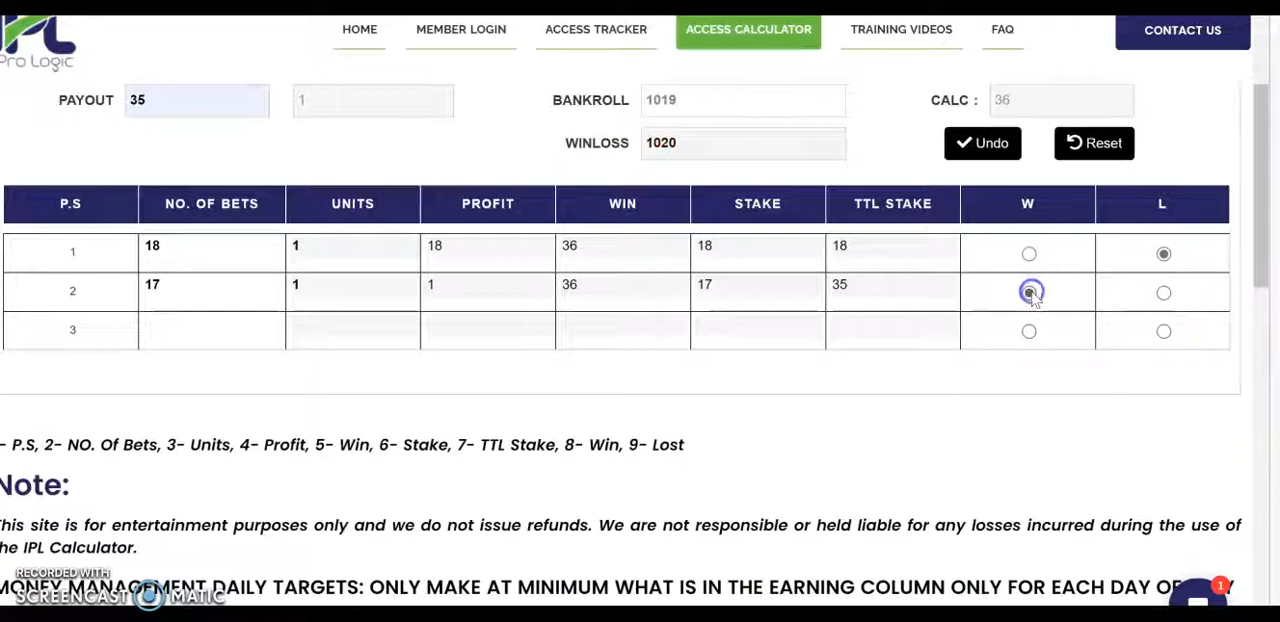 HOME MEMBER LOGIN ACCESS TRACKER ACCESS CALCULATOR TRAINING VIDEOS FAQ CONTACT US
Pro Logic
PAYOUT 35 1 BANKROLL 1019 CALC : 36
WINLOSS 1020 Undo Reset
P.S NO. OF BETS UNITS PROFIT WIN STAKE TTL STAKE W L
1 18 1 18 36 18 18
2 17 1 1 36 17 35
3
- P.S, 2- NO. Of Bets, 3- Units, 4- Profit, 5- Win, 6- Stake, 7- TTL Stake, 8- Win, 9- Lost
Note:
This site is for entertainment purposes only and we do not issue refunds. We are not responsible or held liable for any losses incurred during the use of
the IPL Calculator.
RECORDED WITH
SCREENCAST MATIC
MONEY MANAGEMENT DAILY TARGETS: ONLY MAKE AT MINIMUM WHAT IS IN THE EARNING COLUMN ONLY FOR EACH DAY OF
1